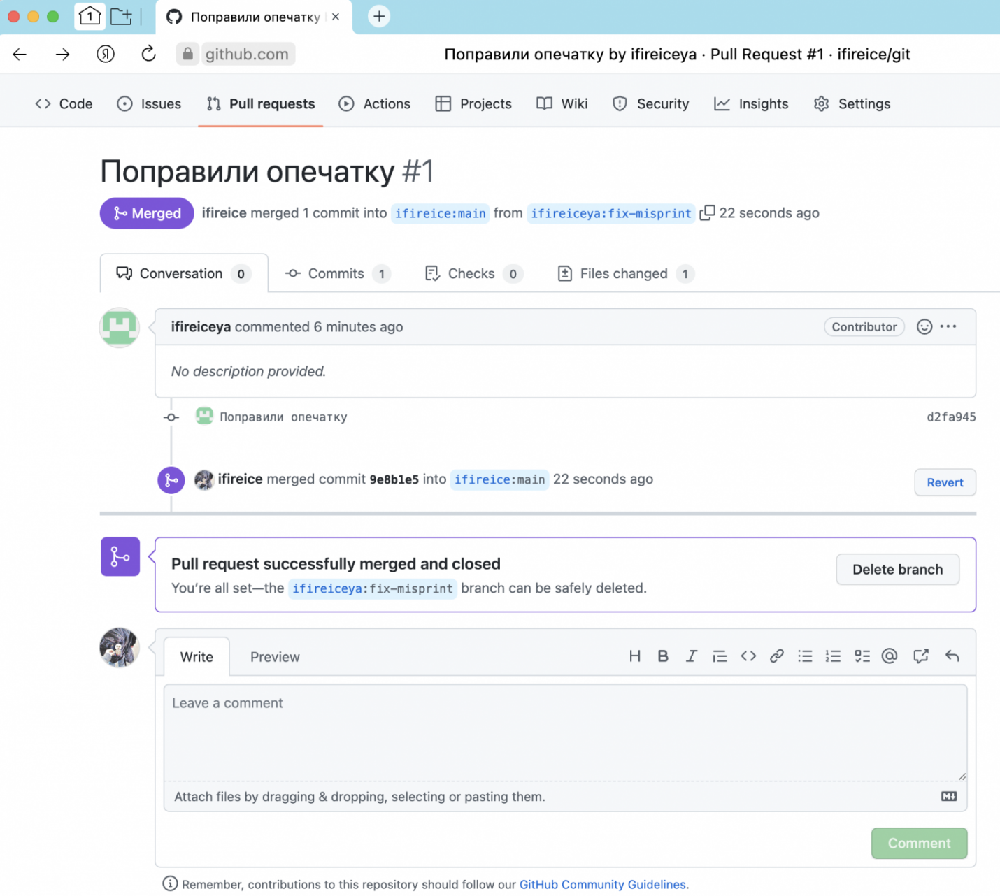 1
Поправили опечатку
Я
github.com
Поправили опечатку by ifireiceya · Pull Request #1 · ifireice/git
Code Issues Pull requests Actions Projects Wiki Security Insights Settings
Поправили опечатку #1
Merged ifireice merged 1 commit into ifireice:main from ifireiceya:fix-misprint 22 seconds ago
Conversation 0 Commits 1 Checks 0 Files changed 1
ifireiceya commented 6 minutes ago Contributor ···
No description provided.
Поправили опечатку d2fa945
ifireice merged commit 9e8b1e5 into ifireice:main 22 seconds ago Revert
Pull request successfully merged and closed
You’re all set—the ifireiceya:fix-misprint branch can be safely deleted.
Delete branch
Write Preview H B I @
Leave a comment
Attach files by dragging & dropping, selecting or pasting them. M↓
Comment
Remember, contributions to this repository should follow our GitHub Community Guidelines.